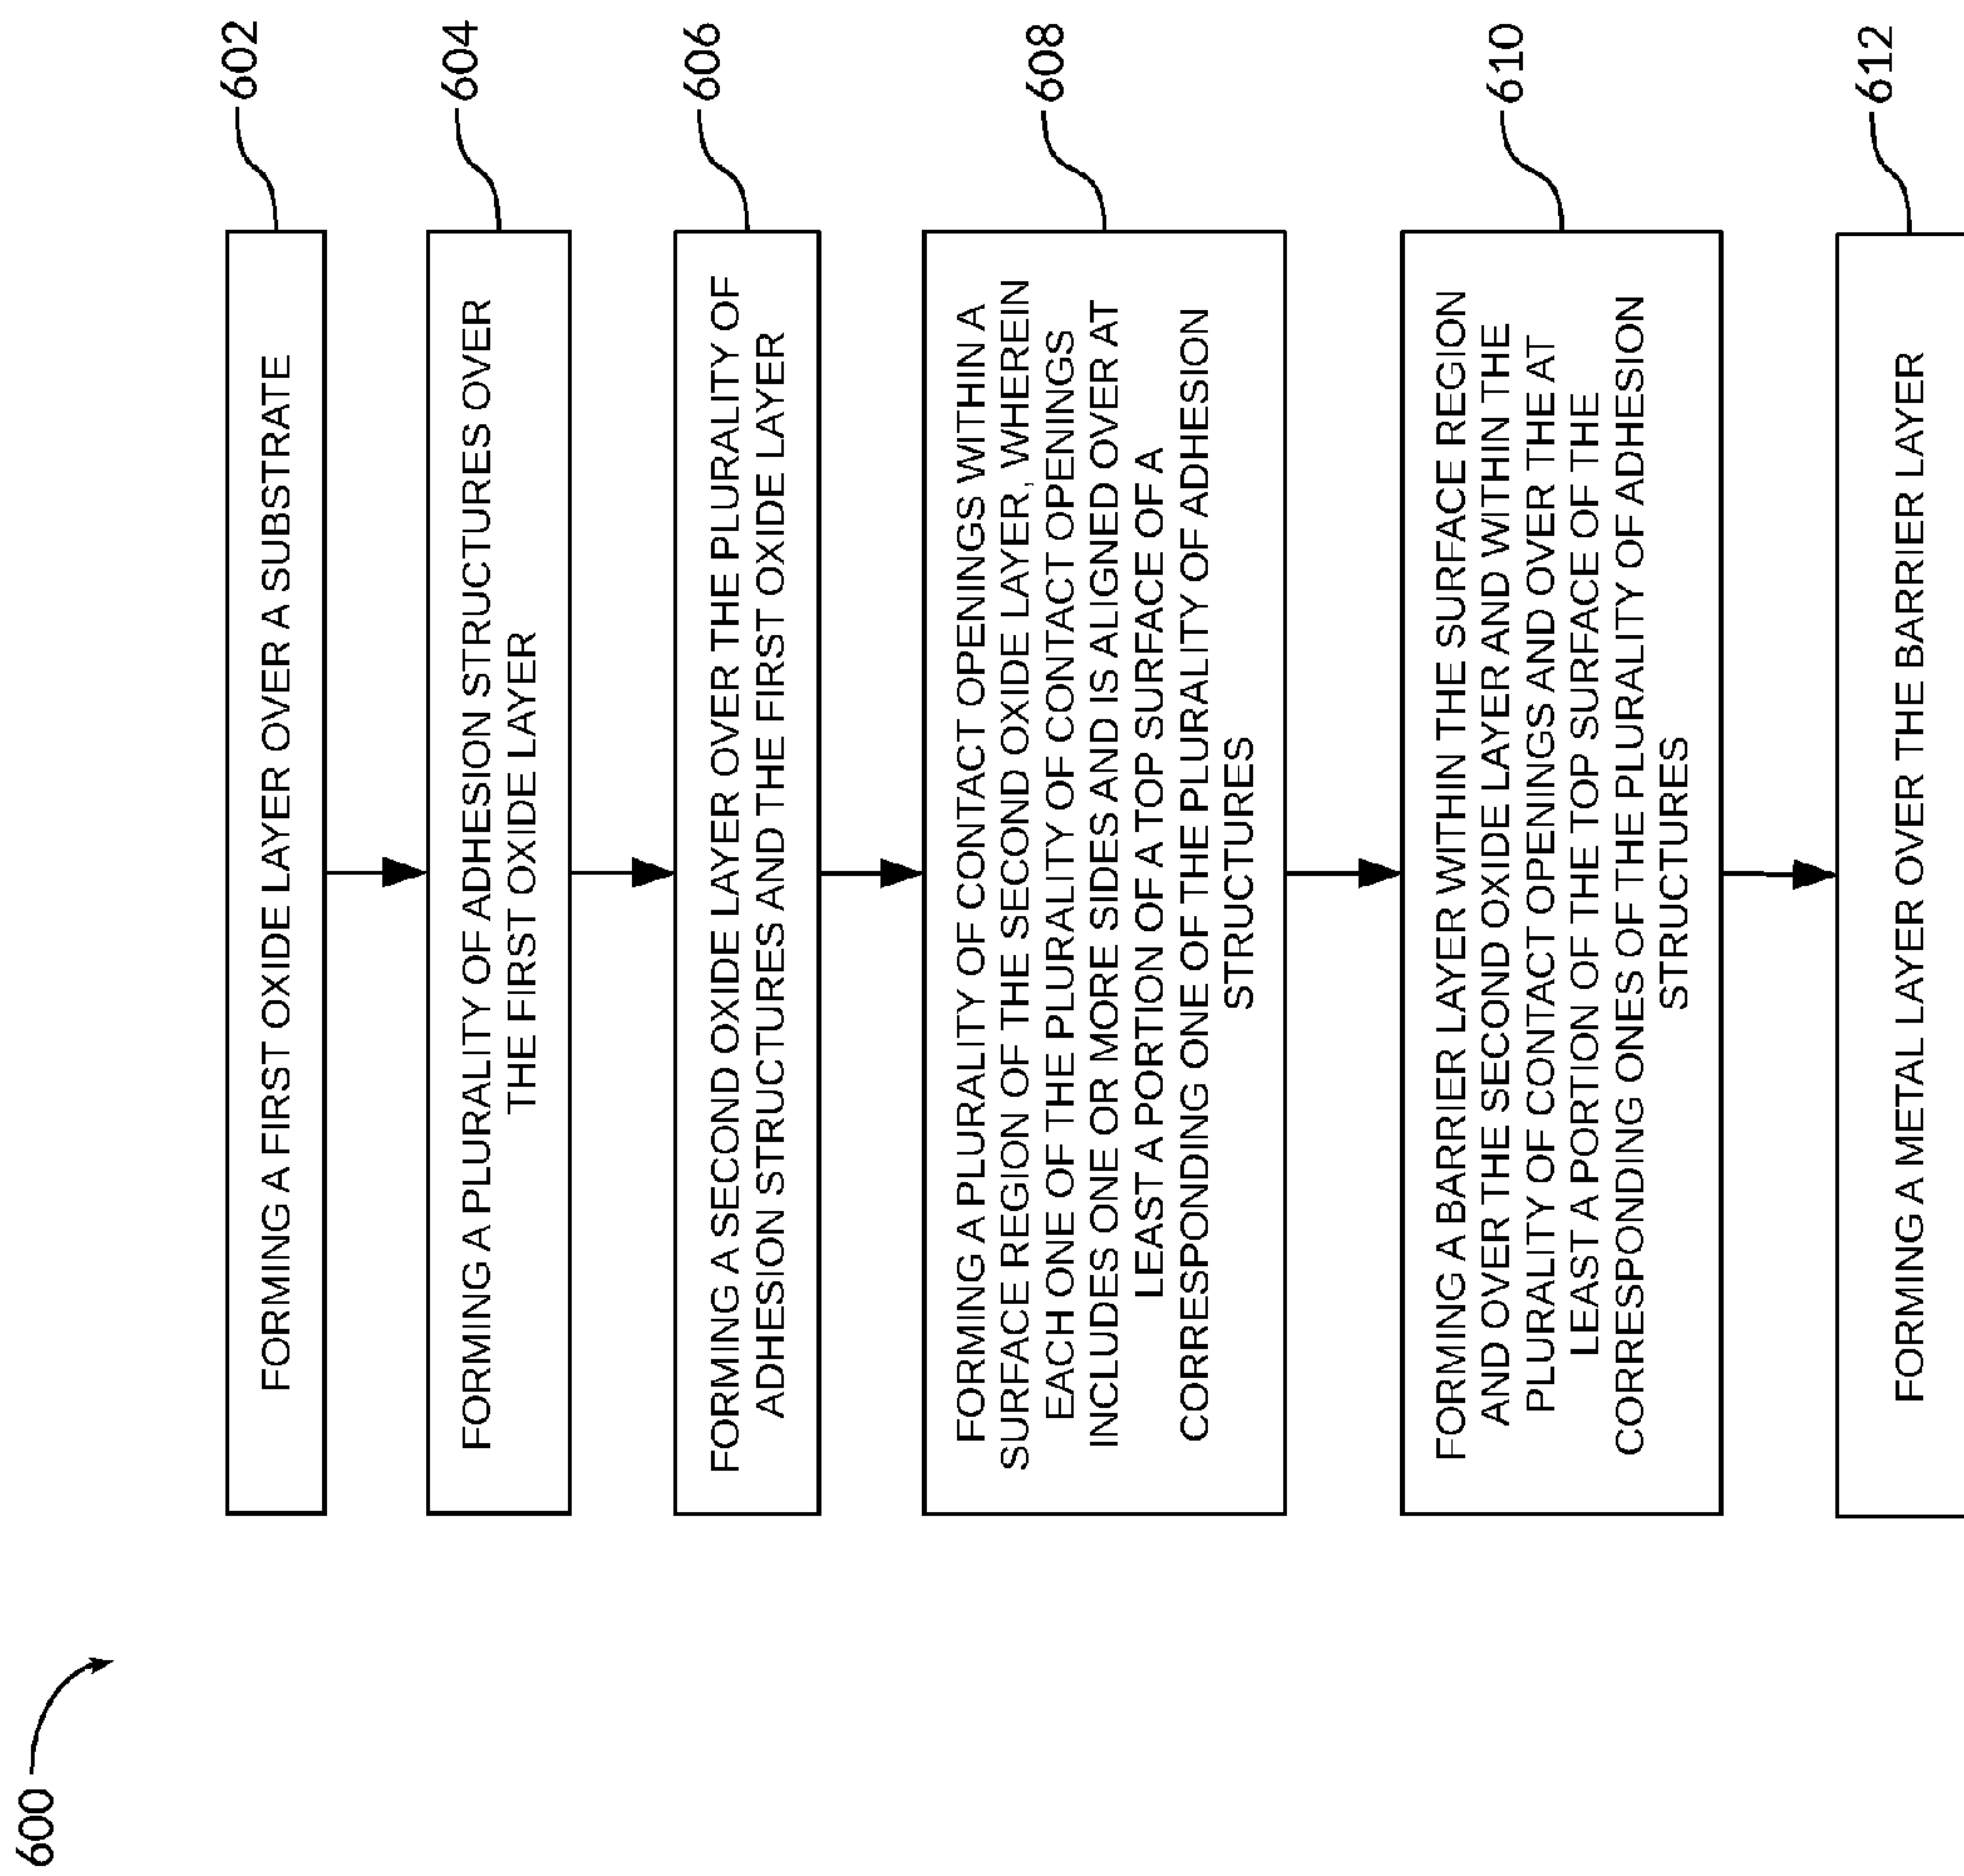 600
602
FORMING A FIRST OXIDE LAYER OVER A SUBSTRATE
604
FORMING A PLURALITY OF ADHESION STRUCTURES OVER
THE FIRST OXIDE LAYER
606
FORMING A SECOND OXIDE LAYER OVER THE PLURALITY OF
ADHESION STRUCTURES AND THE FIRST OXIDE LAYER
608
FORMING A PLURALITY OF CONTACT OPENINGS WITHIN A
SURFACE REGION OF THE SECOND OXIDE LAYER, WHEREIN
EACH ONE OF THE PLURALITY OF CONTACT OPENINGS
INCLUDES ONE OR MORE SIDES AND IS ALIGNED OVER AT
LEAST A PORTION OF A TOP SURFACE OF A
CORRESPONDING ONE OF THE PLURALITY OF ADHESION
STRUCTURES
610
FORMING A BARRIER LAYER WITHIN THE SURFACE REGION
AND OVER THE SECOND OXIDE LAYER AND WITHIN THE
PLURALITY OF CONTACT OPENINGS AND OVER THE AT
LEAST A PORTION OF THE TOP SURFACE OF THE
CORRESPONDING ONES OF THE PLURALITY OF ADHESION
STRUCTURES
612
FORMING A METAL LAYER OVER THE BARRIER LAYER